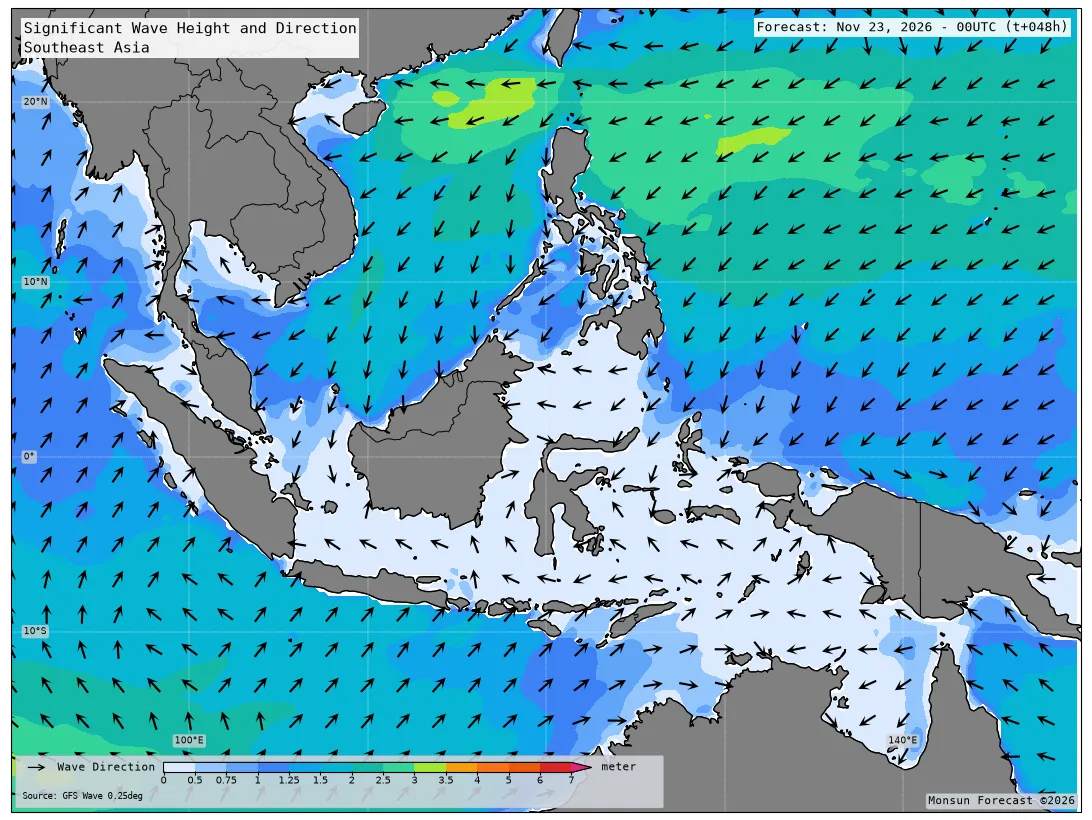 Significant Wave Height and Direction
Southeast Asia
Forecast: Nov 23, 2026 - 00UTC (t+048h)
20°N
10°N
0°
10°S
100°E
140°E
Wave Direction
meter
0 0.5 0.75 1 1.25 1.5 2 2.5 3 3.5 4 5 6 7
Source: GFS Wave 0.25deg
Monsun Forecast ©2026